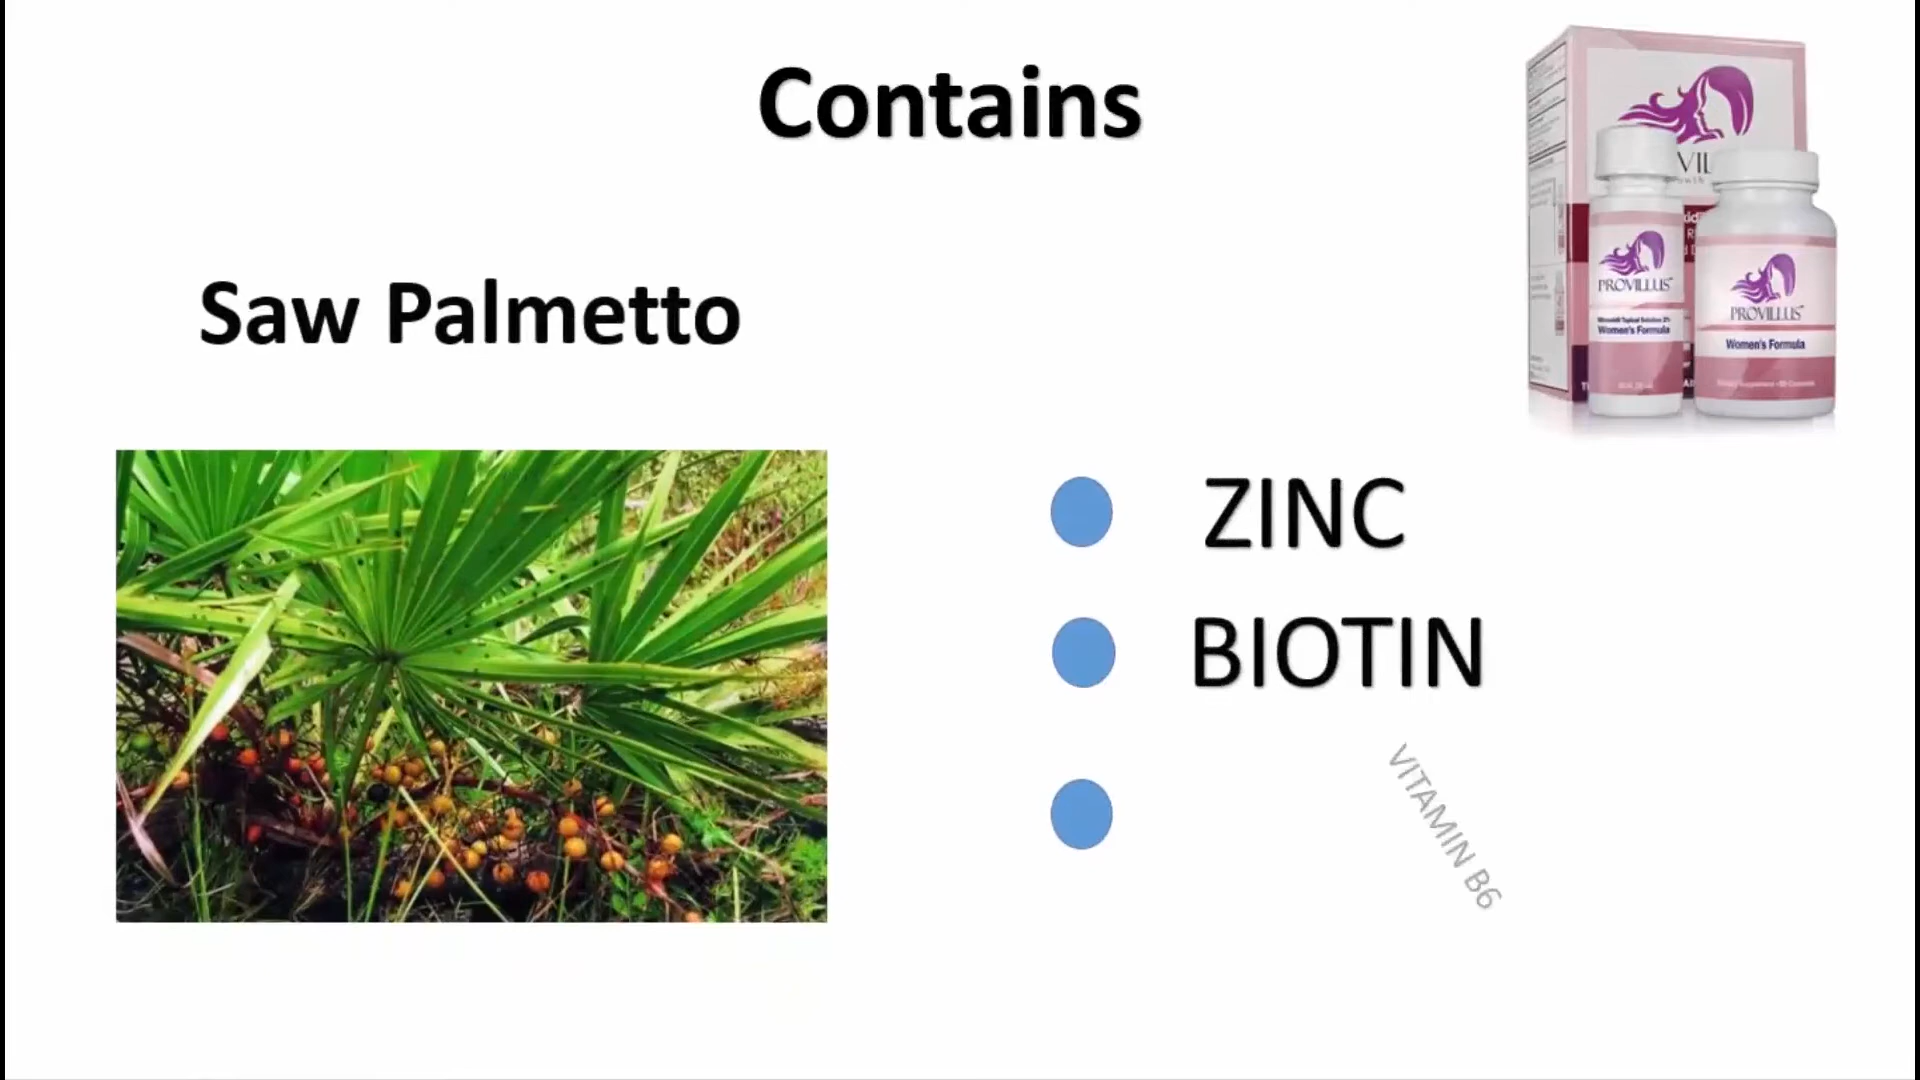 Contains
Saw Palmetto
ZINC
BIOTIN
VITAMIN B6
PROVILLUS
Women's Formula
PROVILLUS
Women's Formula